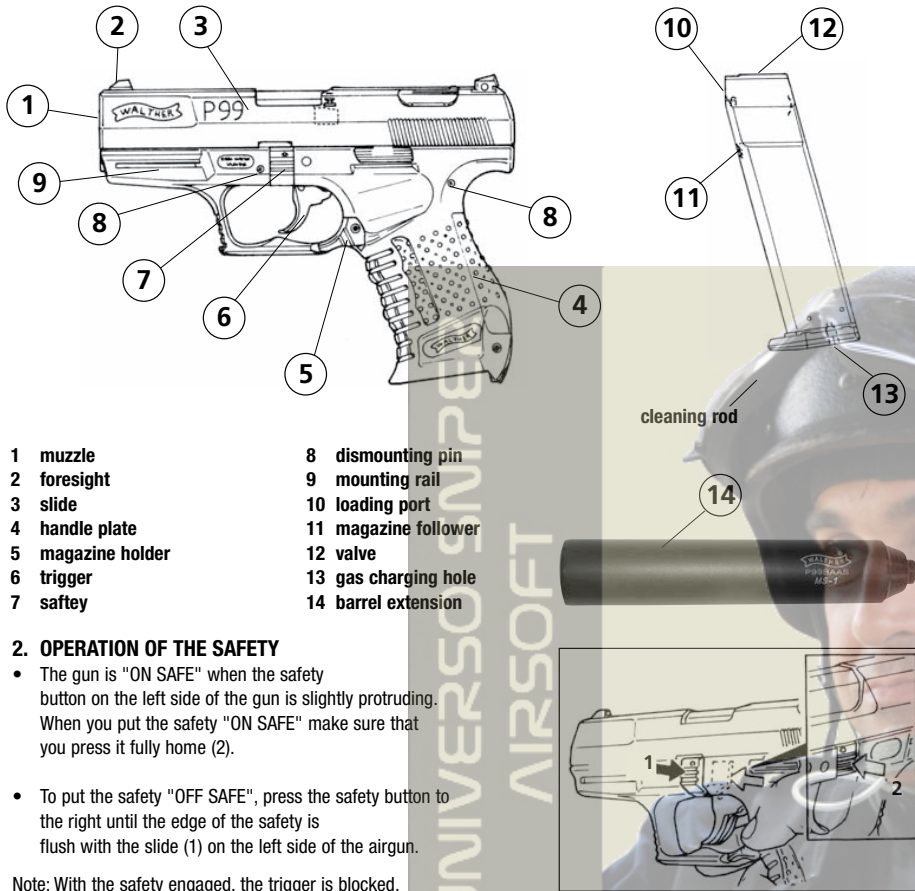 2
3
10
12
1
WALTHER
P99
9
11
8
8
7
4
6
5
13
cleaning rod
14
WALTHER
WALTHER
P99SAAS
MS-1
1 muzzle
2 foresight
3 slide
4 handle plate
5 magazine holder
6 trigger
7 saftey
8 dismounting pin
9 mounting rail
10 loading port
11 magazine follower
12 valve
13 gas charging hole
14 barrel extension
2. OPERATION OF THE SAFETY
• The gun is "ON SAFE" when the safety
button on the left side of the gun is slightly protruding.
When you put the safety "ON SAFE" make sure that
you press it fully home (2).
• To put the safety "OFF SAFE", press the safety button to
the right until the edge of the safety is
flush with the slide (1) on the left side of the airgun.
Note: With the safety engaged, the trigger is blocked.
1
2
UNIVERSO SNIPER
AIRSOFT